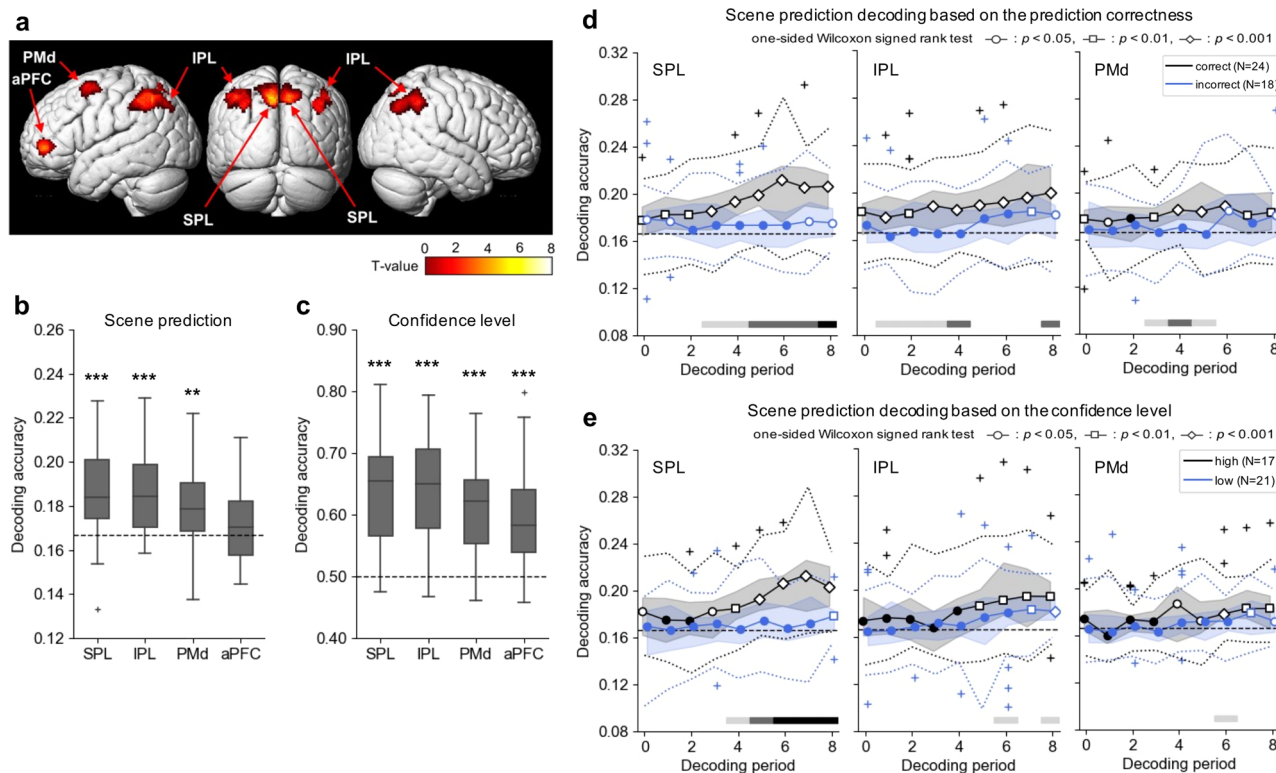 a
PMd
aPFC
IPL
IPL
SPL
SPL
T-value
0 2 4 6 8
b
Scene prediction
Decoding accuracy
0.26
0.24
0.22
0.20
0.18
0.16
0.14
0.12
*** *** **
SPL IPL PMd aPFC
c
Confidence level
Decoding accuracy
0.90
0.80
0.70
0.60
0.50
0.40
*** *** *** ***
SPL IPL PMd aPFC
d
Scene prediction decoding based on the prediction correctness
one-sided Wilcoxon signed rank test : p < 0.05, : p < 0.01, : p < 0.001
SPL IPL PMd
correct (N=24)
incorrect (N=18)
Decoding accuracy
0.32
0.28
0.24
0.20
0.16
0.12
0.08
0 2 4 6 8 0 2 4 6 8 0 2 4 6 8
Decoding period Decoding period Decoding period
e
Scene prediction decoding based on the confidence level
one-sided Wilcoxon signed rank test : p < 0.05, : p < 0.01, : p < 0.001
SPL IPL PMd
high (N=17
low (N=21)
Decoding accuracy
0.32
0.28
0.24
0.20
0.16
0.12
0.08
0 2 4 6 8 0 2 4 6 8 0 2 4 6 8
Decoding period Decoding period Decoding period